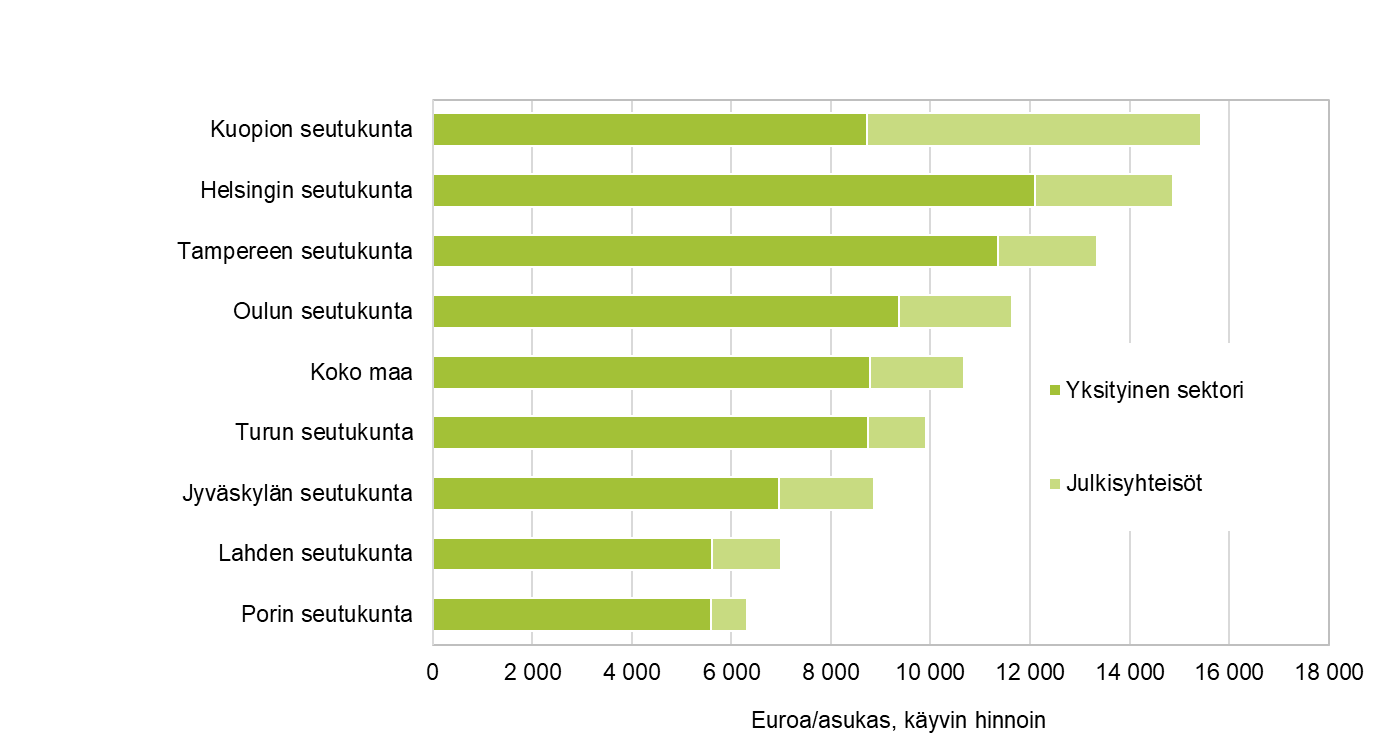 Kuopion seutukunta
Helsingin seutukunta
Tampereen seutukunta
Oulun seutukunta
Koko maa
Turun seutukunta
Jyväskylän seutukunta
Lahden seutukunta
Porin seutukunta
Yksityinen sektori
Julkisyhteisöt
0 2 000 4 000 6 000 8 000 10 000 12 000 14 000 16 000 18 000
Euroa/asukas, käyvin hinnoin